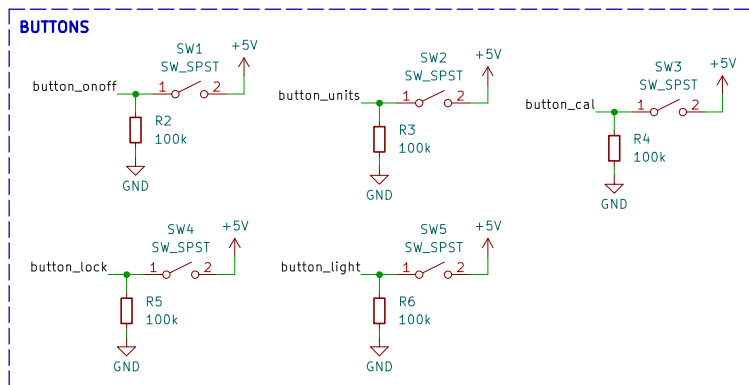 BUTTONS
SW1
SW_SPST
+5V
button_onoff
1
2
R2
100k
GND
SW2
SW_SPST
+5V
button_units
1
2
R3
100k
GND
SW3
SW_SPST
+5V
button_cal
1
2
R4
100k
GND
SW4
SW_SPST
+5V
button_lock
1
2
R5
100k
GND
SW5
SW_SPST
+5V
button_light
1
2
R6
100k
GND